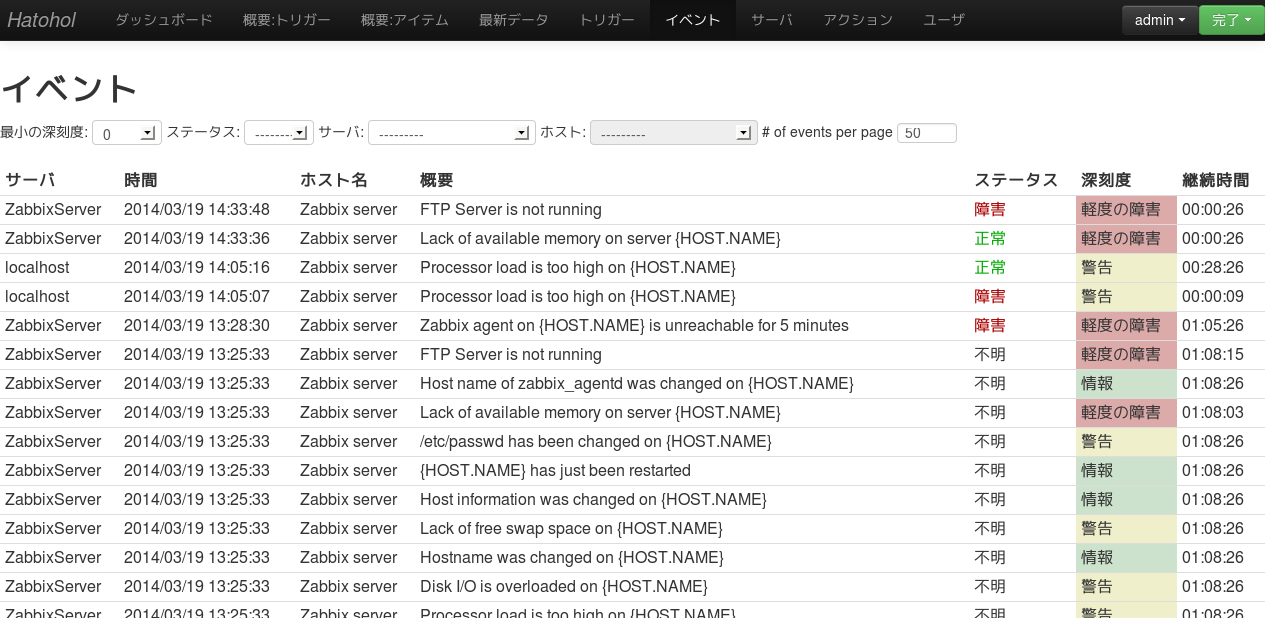 Hatohol ダッシュボード 概要:トリガー 概要:アイテム 最新データ トリガー イベント サーバ アクション ユーザ admin 完了
イベント
最小の深刻度: 0 ステータス: -------- サーバ: --------- ホスト: --------- # of events per page 50
サーバ 時間 ホスト名 概要 ステータス 深刻度 継続時間
ZabbixServer 2014/03/19 14:33:48 Zabbix server FTP Server is not running 障害 軽度の障害 00:00:26
ZabbixServer 2014/03/19 14:33:36 Zabbix server Lack of available memory on server {HOST.NAME} 正常 軽度の障害 00:00:26
localhost 2014/03/19 14:05:16 Zabbix server Processor load is too high on {HOST.NAME} 正常 警告 00:28:26
localhost 2014/03/19 14:05:07 Zabbix server Processor load is too high on {HOST.NAME} 障害 警告 00:00:09
ZabbixServer 2014/03/19 13:28:30 Zabbix server Zabbix agent on {HOST.NAME} is unreachable for 5 minutes 障害 軽度の障害 01:05:26
ZabbixServer 2014/03/19 13:25:33 Zabbix server FTP Server is not running 不明 軽度の障害 01:08:15
ZabbixServer 2014/03/19 13:25:33 Zabbix server Host name of zabbix_agentd was changed on {HOST.NAME} 不明 情報 01:08:26
ZabbixServer 2014/03/19 13:25:33 Zabbix server Lack of available memory on server {HOST.NAME} 不明 軽度の障害 01:08:03
ZabbixServer 2014/03/19 13:25:33 Zabbix server /etc/passwd has been changed on {HOST.NAME} 不明 警告 01:08:26
ZabbixServer 2014/03/19 13:25:33 Zabbix server {HOST.NAME} has just been restarted 不明 情報 01:08:26
ZabbixServer 2014/03/19 13:25:33 Zabbix server Host information was changed on {HOST.NAME} 不明 情報 01:08:26
ZabbixServer 2014/03/19 13:25:33 Zabbix server Lack of free swap space on {HOST.NAME} 不明 警告 01:08:26
ZabbixServer 2014/03/19 13:25:33 Zabbix server Hostname was changed on {HOST.NAME} 不明 情報 01:08:26
ZabbixServer 2014/03/19 13:25:33 Zabbix server Disk I/O is overloaded on {HOST.NAME} 不明 警告 01:08:26
ZabbixServer 2014/03/19 13:25:33 Zabbix server Processor load is too high on {HOST.NAME} 不明 警告 01:08:26